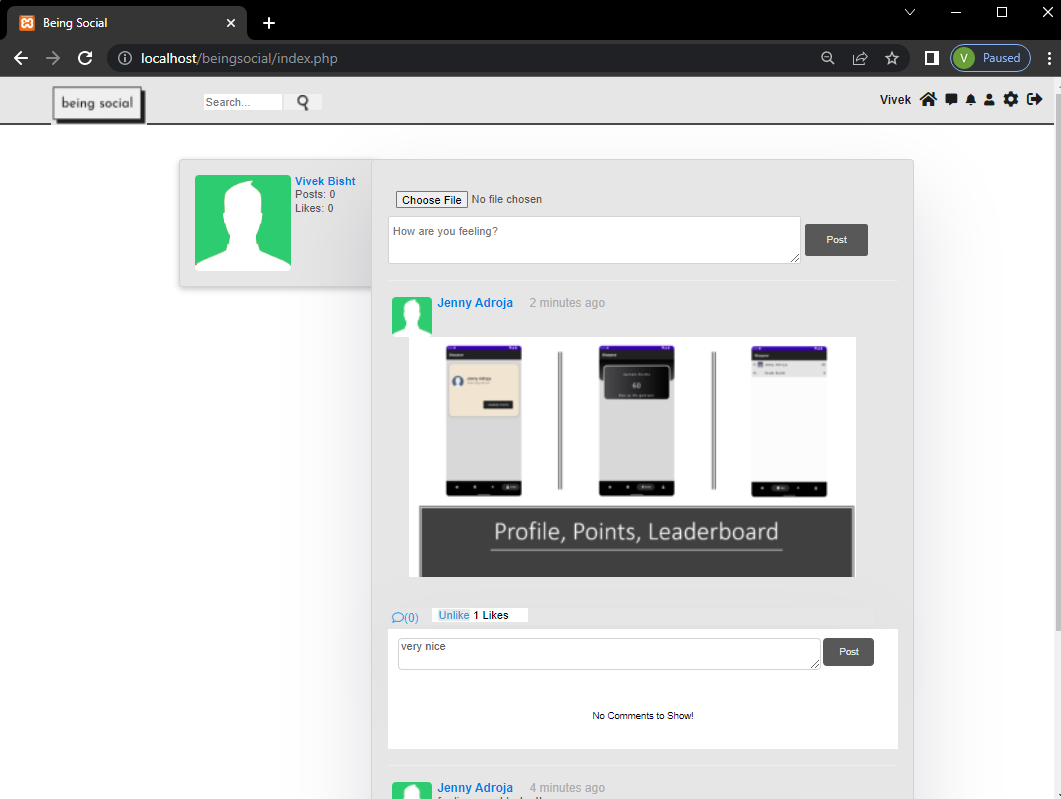 Being Social
localhost/beingsocial/index.php
V Paused
being social
Search...
Vivek
Vivek Bisht
Posts: 0
Likes: 0
Choose File No file chosen
How are you feeling?
Post
Jenny Adroja 2 minutes ago
Jenny Adroja
60
Profile, Points, Leaderboard
(0) Unlike 1 Likes
very nice
Post
No Comments to Show!
Jenny Adroja 4 minutes ago